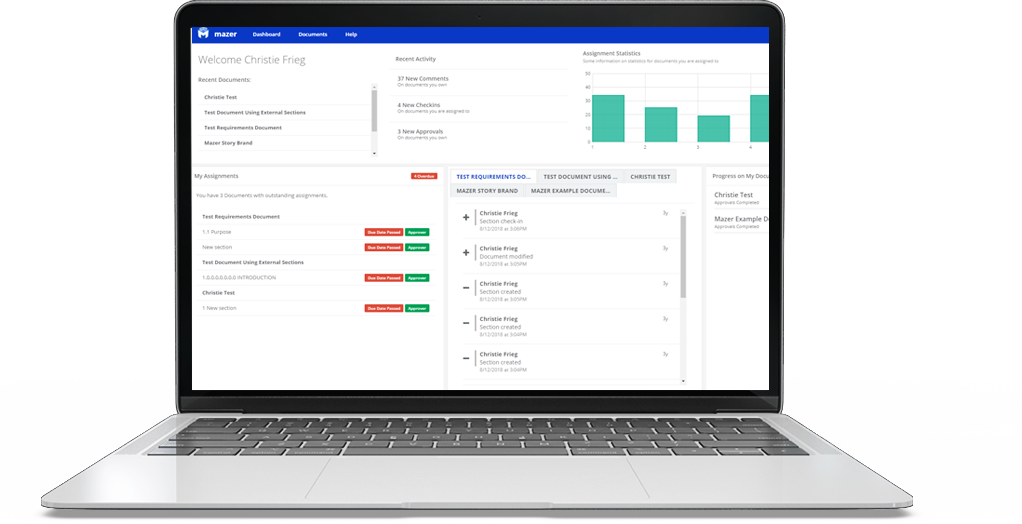 mazer Dashboard Documents Help
Welcome Christie Frieg
Recent Documents:
Christie Test
Test Document Using External Sections
Test Requirements Document
Mazer Story Brand
Recent Activity
37 New Comments
On documents you own
4 New Checkins
On documents you are assigned to
3 New Approvals
On documents you own
Assignment Statistics
Some information on statistics for documents you are assigned to
50
40
30
20
10
0
1 2 3 4
My Assignments 4 Overdue
You have 3 Documents with outstanding assignments.
Test Requirements Document
1.1 Purpose Due Date Passed Approver
New section Due Date Passed Approver
Test Document Using External Sections
1.0.0.0.0.0.0 INTRODUCTION Due Date Passed Approver
Christie Test
1 New section Due Date Passed Approver
TEST REQUIREMENTS DO... TEST DOCUMENT USING ... CHRISTIE TEST
MAZER STORY BRAND MAZER EXAMPLE DOCUME...
Christie Frieg 3y
Section check-in
8/12/2018 at 3:06PM
Christie Frieg 3y
Document modified
8/12/2018 at 3:05PM
Christie Frieg 3y
Section created
8/12/2018 at 3:05PM
Christie Frieg 3y
Section created
8/12/2018 at 3:04PM
Christie Frieg 3y
Section created
8/12/2018 at 3:04PM
Progress on My Docu
Christie Test
Approvals Completed
Mazer Example D
Approvals Completed